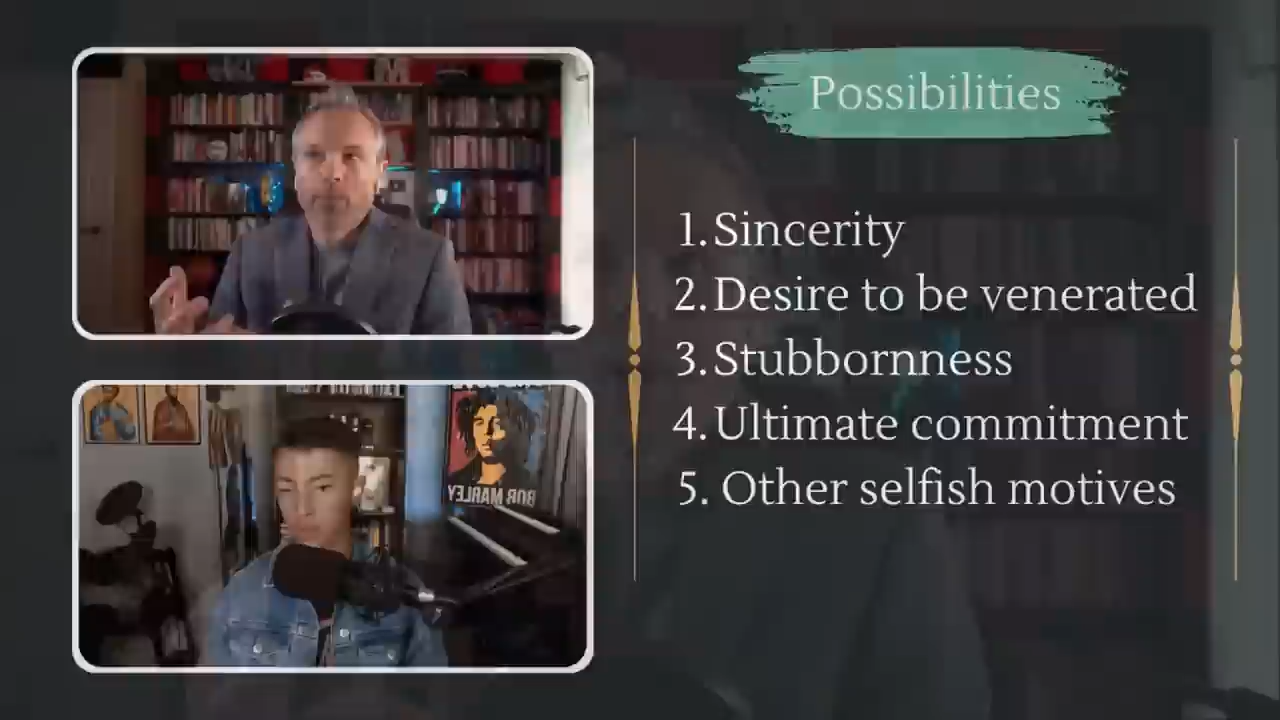 Possibilities
1. Sincerity
2. Desire to be venerated
3. Stubbornness
4. Ultimate commitment
5. Other selfish motives
BOB MARLEY